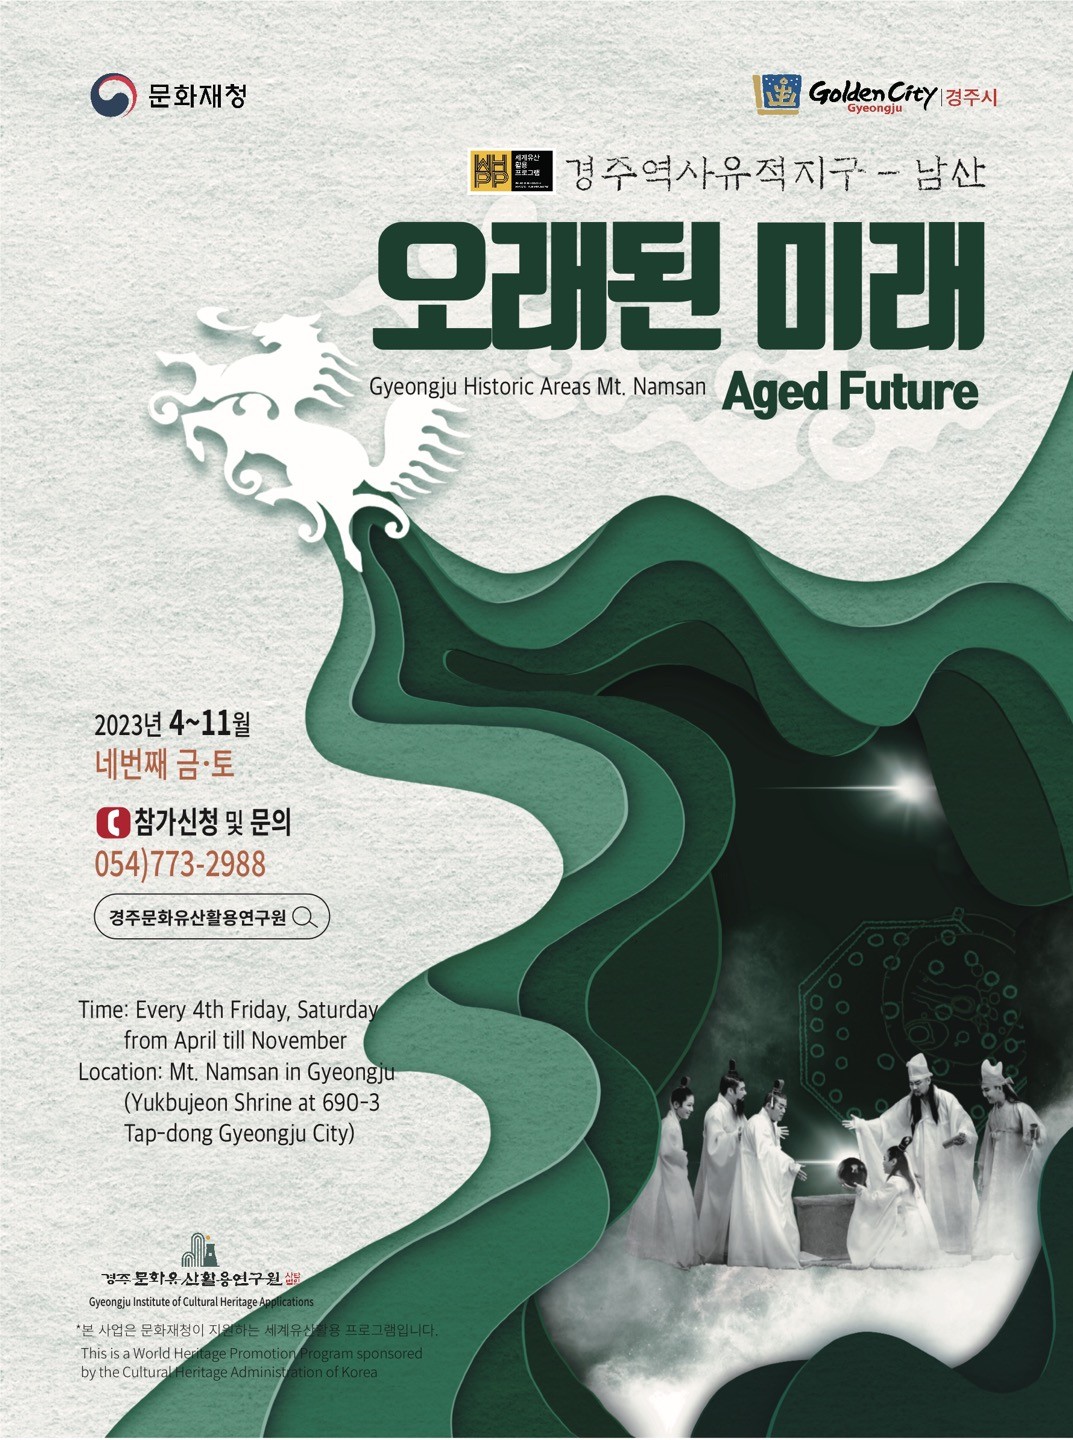 문화재청
Golden City
Gyeongju
경주시
WH
PP
세계유산
활용
프로그램
경주역사유적지구 - 남산
오래된 미래
Gyeongju Historic Areas Mt. Namsan Aged Future
2023년 4~11월
네번째 금·토
참가신청 및 문의
054)773-2988
경주문화유산활용연구원
Time: Every 4th Friday, Saturday
from April till November
Location: Mt. Namsan in Gyeongju
(Yukbujeon Shrine at 690-3
Tap-dong Gyeongju City)
경주문화유산활용연구원
Gyeongju Institute of Cultural Heritage Applications
*본 사업은 문화재청이 지원하는 세계유산활용 프로그램입니다.
This is a World Heritage Promotion Program sponsored
by the Cultural Heritage Administration of Korea